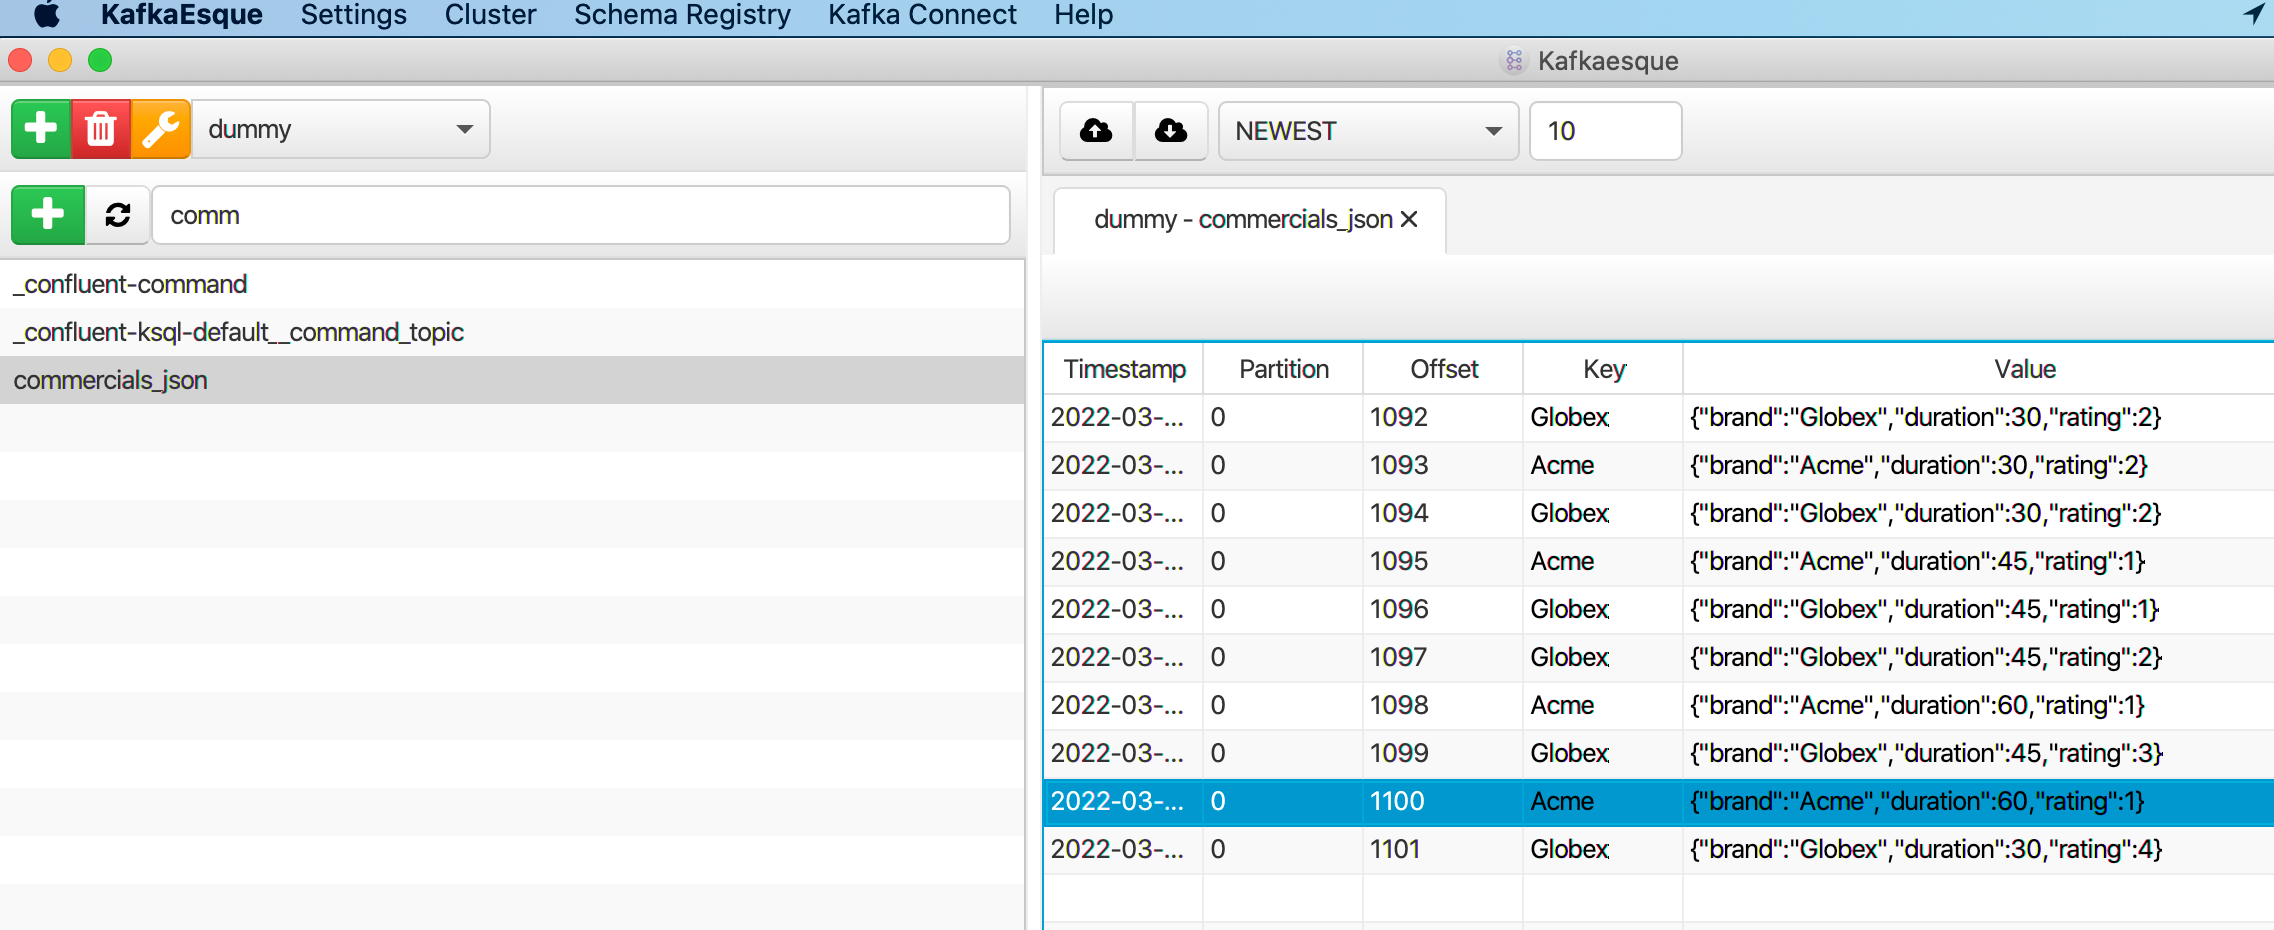 KafkaEsque Settings Cluster Schema Registry Kafka Connect Help
Kafkaesque
dummy
NEWEST 10
comm
dummy - commercials_json
_confluent-command
_confluent-ksql-default__command_topic
commercials_json
Timestamp Partition Offset Key Value
2022-03-... 0 1092 Globex {"brand":"Globex","duration":30,"rating":2}
2022-03-... 0 1093 Acme {"brand":"Acme","duration":30,"rating":2}
2022-03-... 0 1094 Globex {"brand":"Globex","duration":30,"rating":2}
2022-03-... 0 1095 Acme {"brand":"Acme","duration":45,"rating":1}
2022-03-... 0 1096 Globex {"brand":"Globex","duration":45,"rating":1}
2022-03-... 0 1097 Globex {"brand":"Globex","duration":45,"rating":2}
2022-03-... 0 1098 Acme {"brand":"Acme","duration":60,"rating":1}
2022-03-... 0 1099 Globex {"brand":"Globex","duration":45,"rating":3}
2022-03-... 0 1100 Acme {"brand":"Acme","duration":60,"rating":1}
2022-03-... 0 1101 Globex {"brand":"Globex","duration":30,"rating":4}